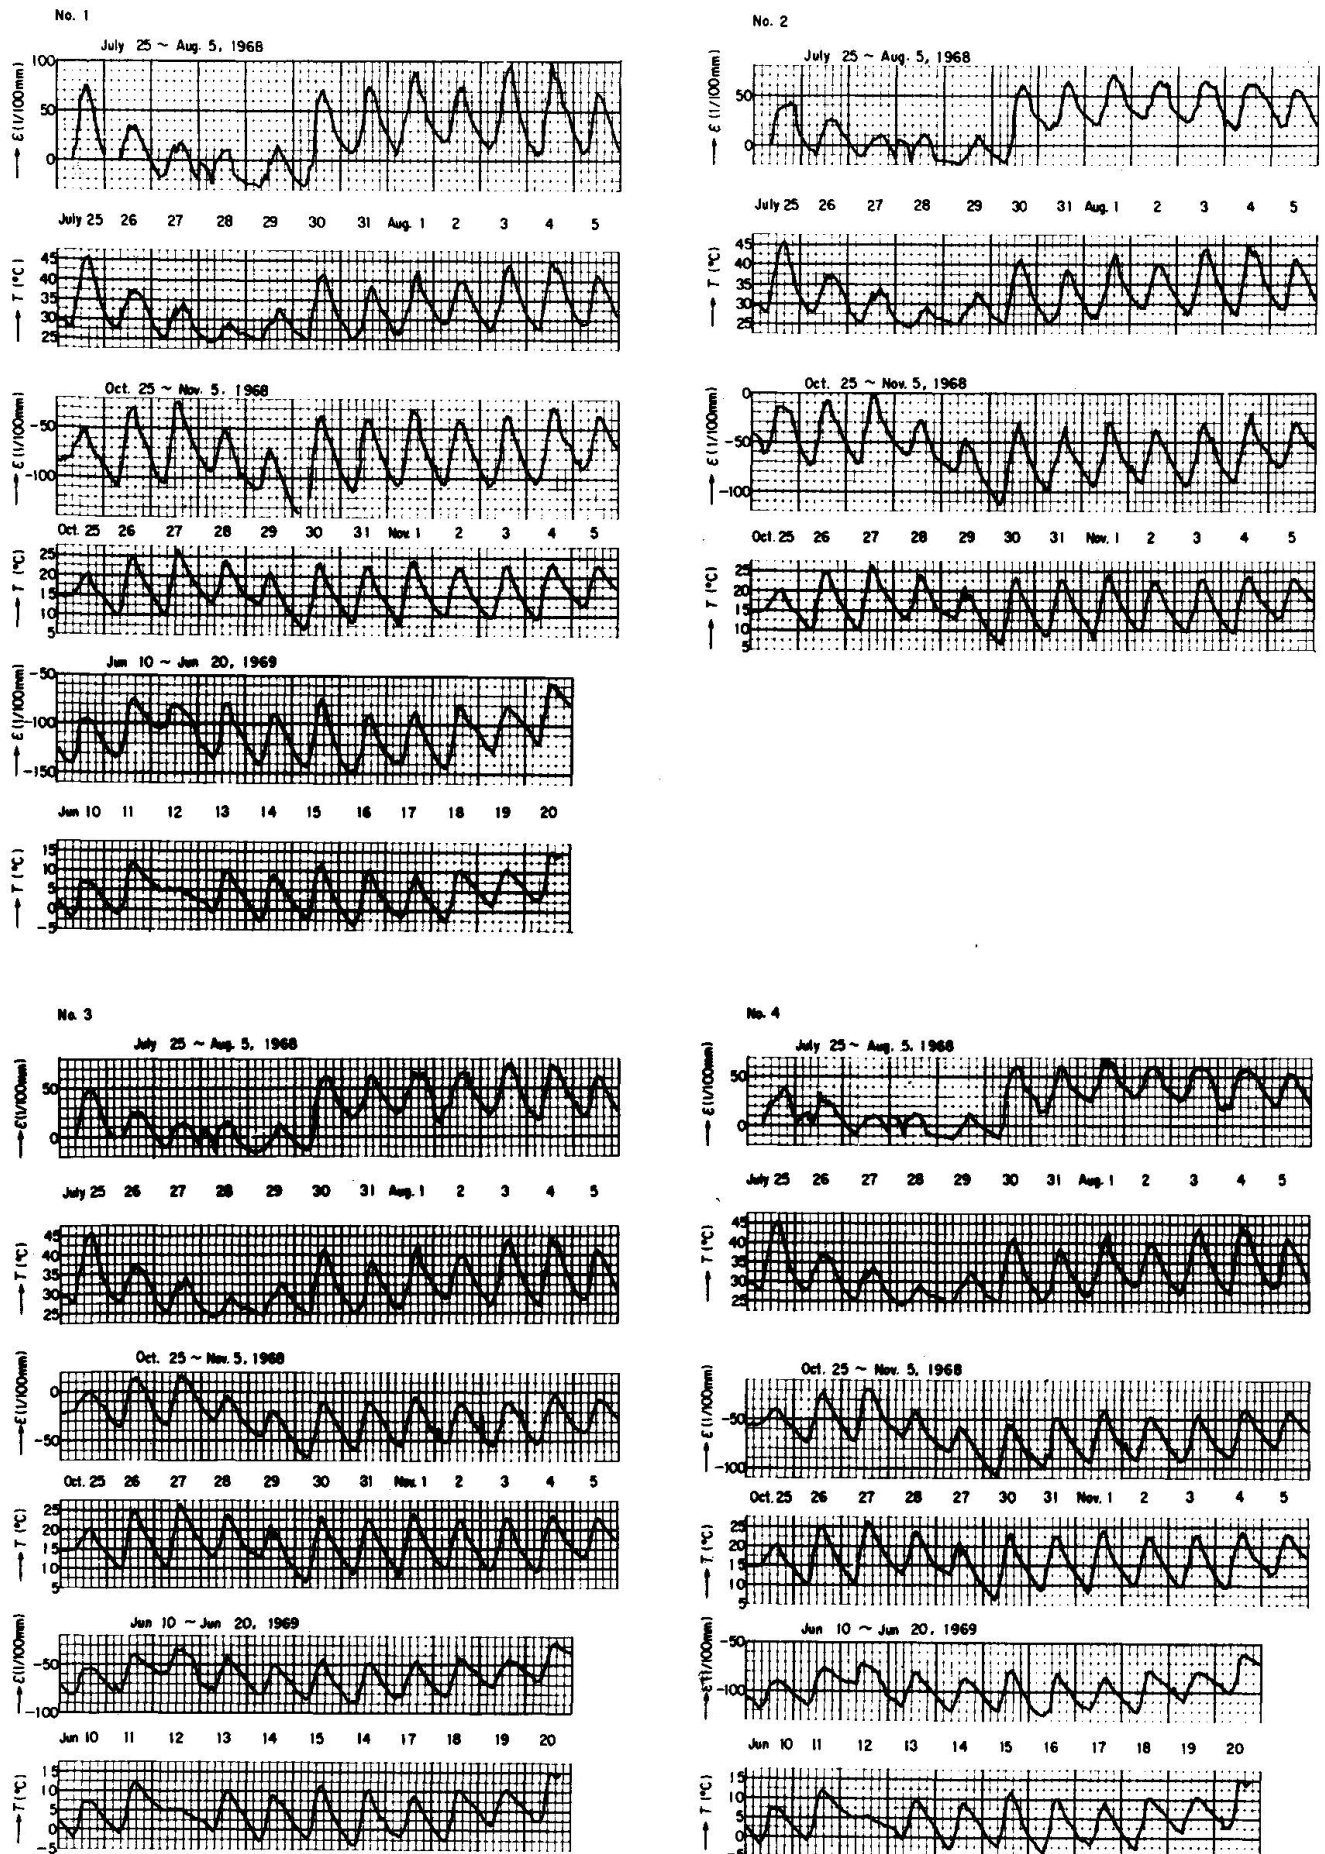 No. 1
July 25 ~ Aug. 5, 1968
→ ε (1/100mm)
100
50
0
July 25 26 27 28 29 30 31 Aug. 1 2 3 4 5
→ T (°C)
45
40
35
30
25
Oct. 25 ~ Nov. 5, 1968
→ ε (1/100mm)
-50
-100
Oct. 25 26 27 28 29 30 31 Nov. 1 2 3 4 5
→ T (°C)
25
20
15
10
5
Jun 10 ~ Jun 20, 1969
→ ε (1/100mm)
-50
-100
-150
Jun 10 11 12 13 14 15 16 17 18 19 20
→ T (°C)
15
10
5
0
-5
No. 2
July 25 ~ Aug. 5, 1968
→ ε (1/100mm)
50
0
July 25 26 27 28 29 30 31 Aug. 1 2 3 4 5
→ T (°C)
45
40
35
30
25
Oct. 25 ~ Nov. 5, 1968
→ ε (1/100mm)
0
-50
-100
Oct. 25 26 27 28 29 30 31 Nov. 1 2 3 4 5
→ T (°C)
25
20
15
10
5
No. 3
July 25 ~ Aug. 5, 1968
→ ε (1/100mm)
50
0
July 25 26 27 28 29 30 31 Aug. 1 2 3 4 5
→ T (°C)
45
40
35
30
25
Oct. 25 ~ Nov. 5, 1968
→ ε (1/100mm)
0
-50
Oct. 25 26 27 28 29 30 31 Nov. 1 2 3 4 5
→ T (°C)
25
20
15
10
5
Jun 10 ~ Jun 20, 1969
→ ε (1/100mm)
-50
-100
Jun 10 11 12 13 14 15 14 17 18 19 20
→ T (°C)
15
10
5
0
-5
No. 4
July 25 ~ Aug. 5, 1968
→ ε (1/100mm)
50
0
July 25 26 27 28 29 30 31 Aug. 1 2 3 4 5
→ T (°C)
45
40
35
30
25
Oct. 25 ~ Nov. 5, 1968
→ ε (1/100mm)
-50
-100
Oct. 25 26 27 28 27 30 31 Nov. 1 2 3 4 5
→ T (°C)
25
20
15
10
5
Jun 10 ~ Jun 20, 1969
→ ε (1/100mm)
-50
-100
Jun 10 11 12 13 14 15 16 17 18 19 20
→ T (°C)
15
10
5
0
-5